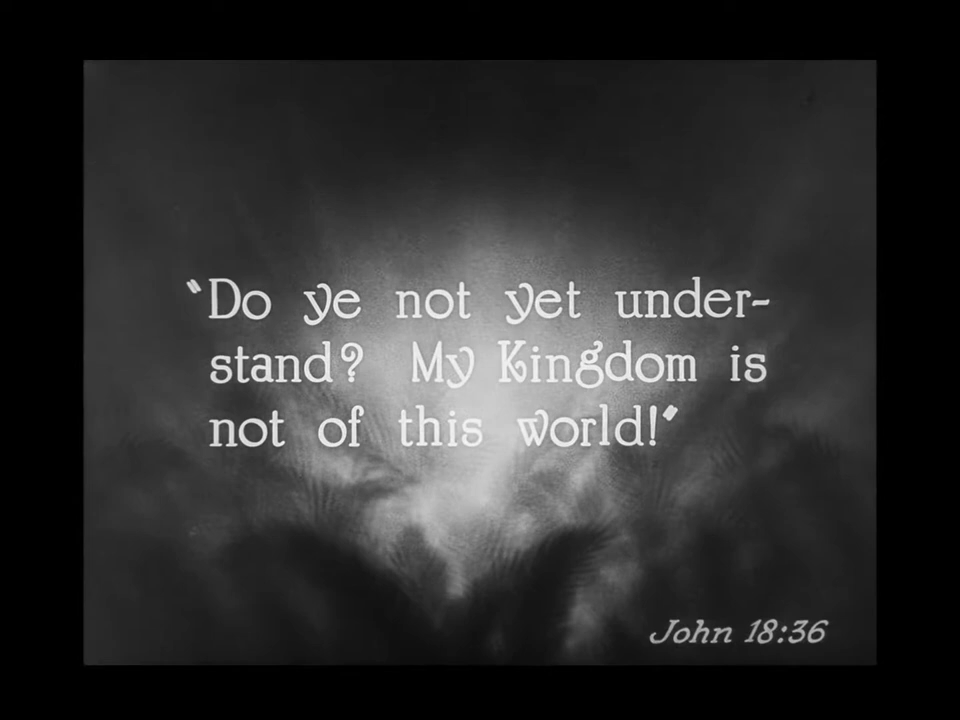 "Do ye not yet under-
stand? My Kingdom is
not of this world!"
John 18:36